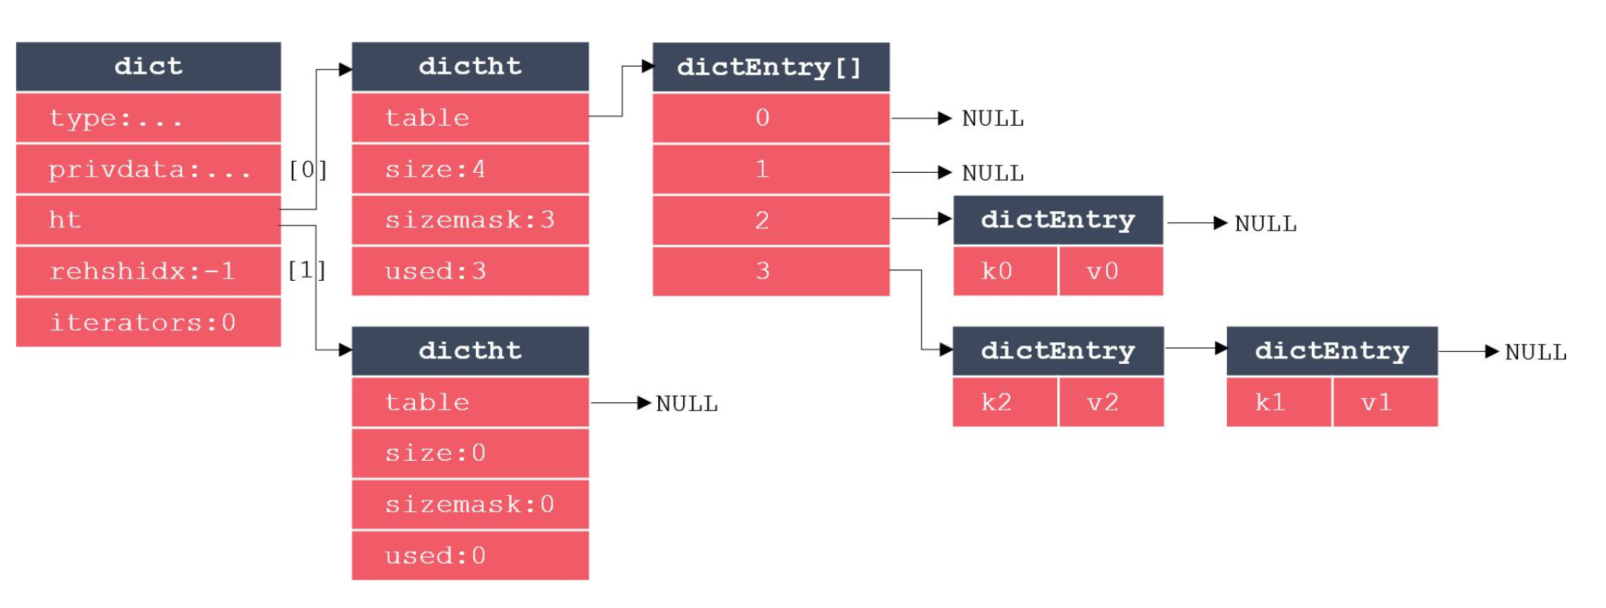 dict
type:...
privdata:...
ht
rehshidx:-1
iterators:0
[0]
[1]
dictht
table
size:4
sizemask:3
used:3
dictEntry[]
0
1
2
3
NULL
NULL
dictEntry
k0 v0
NULL
dictEntry
k2 v2
dictEntry
k1 v1
NULL
dictht
table
size:0
sizemask:0
used:0
NULL